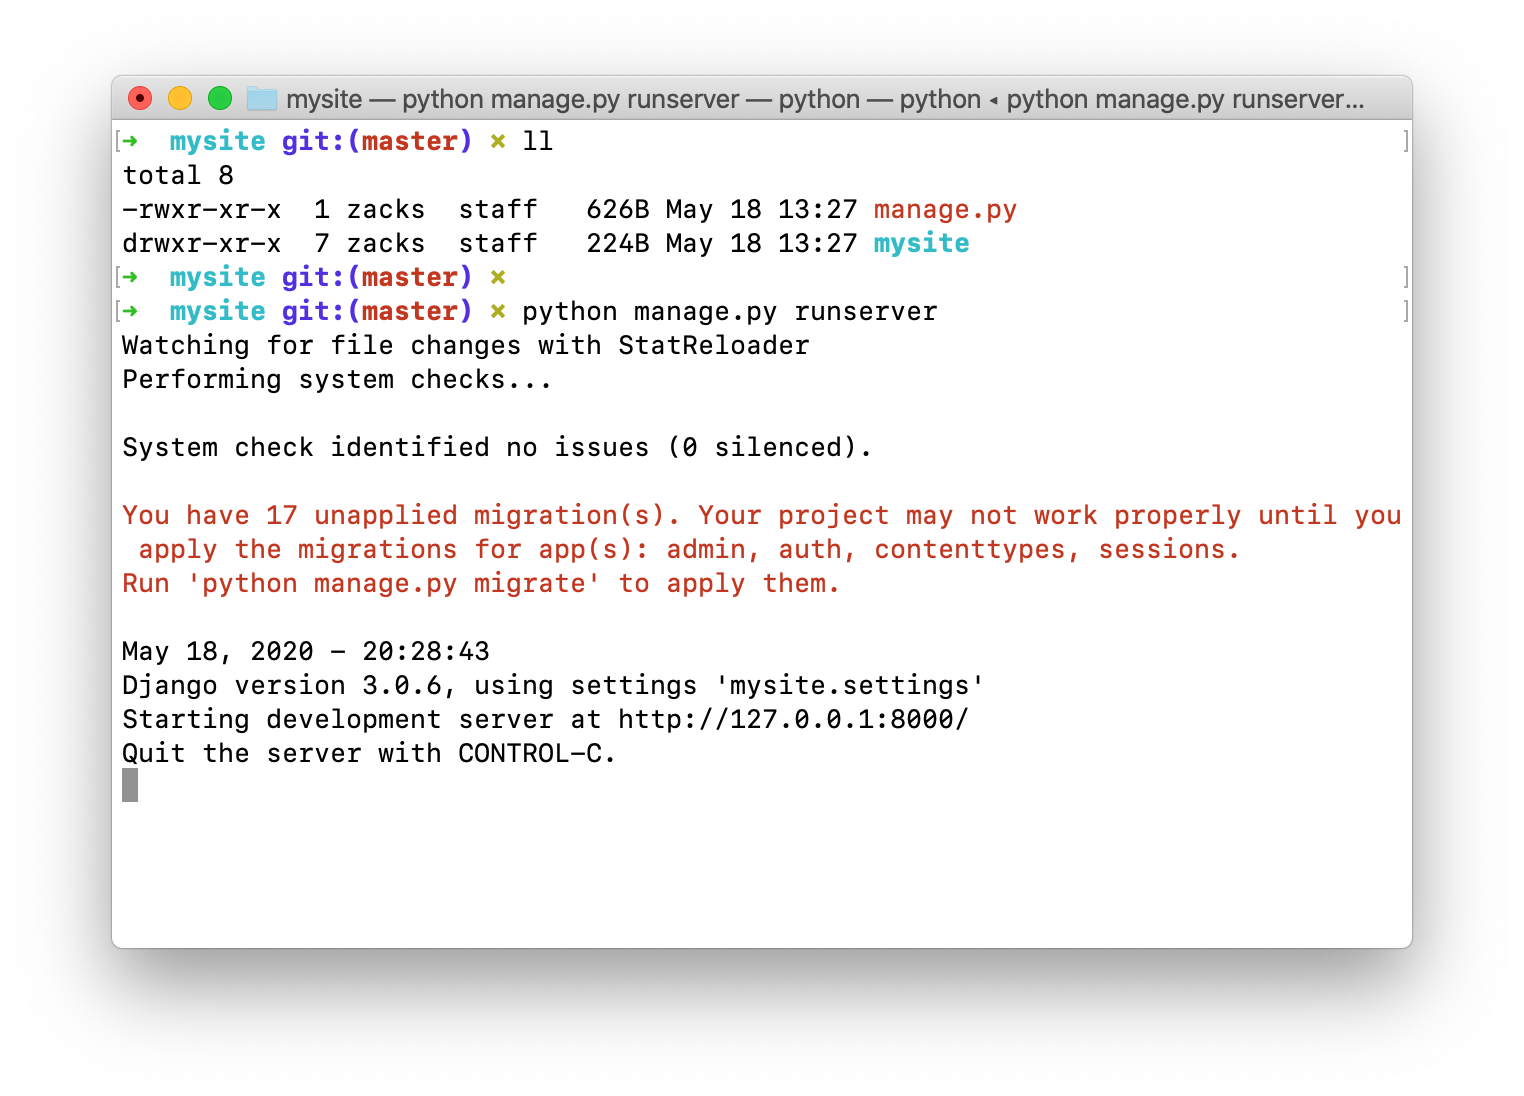 mysite — python manage.py runserver — python — python ◂ python manage.py runserver...
[➜  mysite git:(master) ✗ ll ]
total 8
-rwxr-xr-x  1 zacks  staff   626B May 18 13:27 manage.py
drwxr-xr-x  7 zacks  staff   224B May 18 13:27 mysite
[➜  mysite git:(master) ✗ ]
[➜  mysite git:(master) ✗ python manage.py runserver ]
Watching for file changes with StatReloader
Performing system checks...
System check identified no issues (0 silenced).
You have 17 unapplied migration(s). Your project may not work properly until you
 apply the migrations for app(s): admin, auth, contenttypes, sessions.
Run 'python manage.py migrate' to apply them.
May 18, 2020 - 20:28:43
Django version 3.0.6, using settings 'mysite.settings'
Starting development server at http://127.0.0.1:8000/
Quit the server with CONTROL-C.